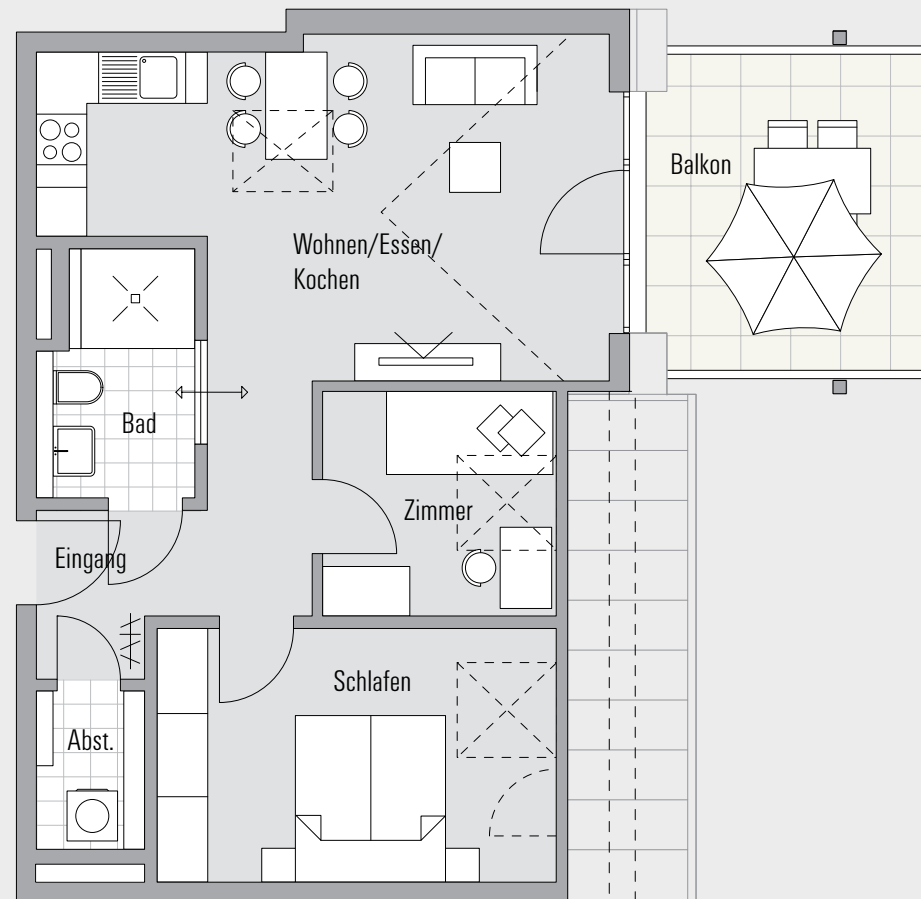 Balkon
Wohnen/Essen/
Kochen
Bad
Zimmer
Eingang
Schlafen
Abst.